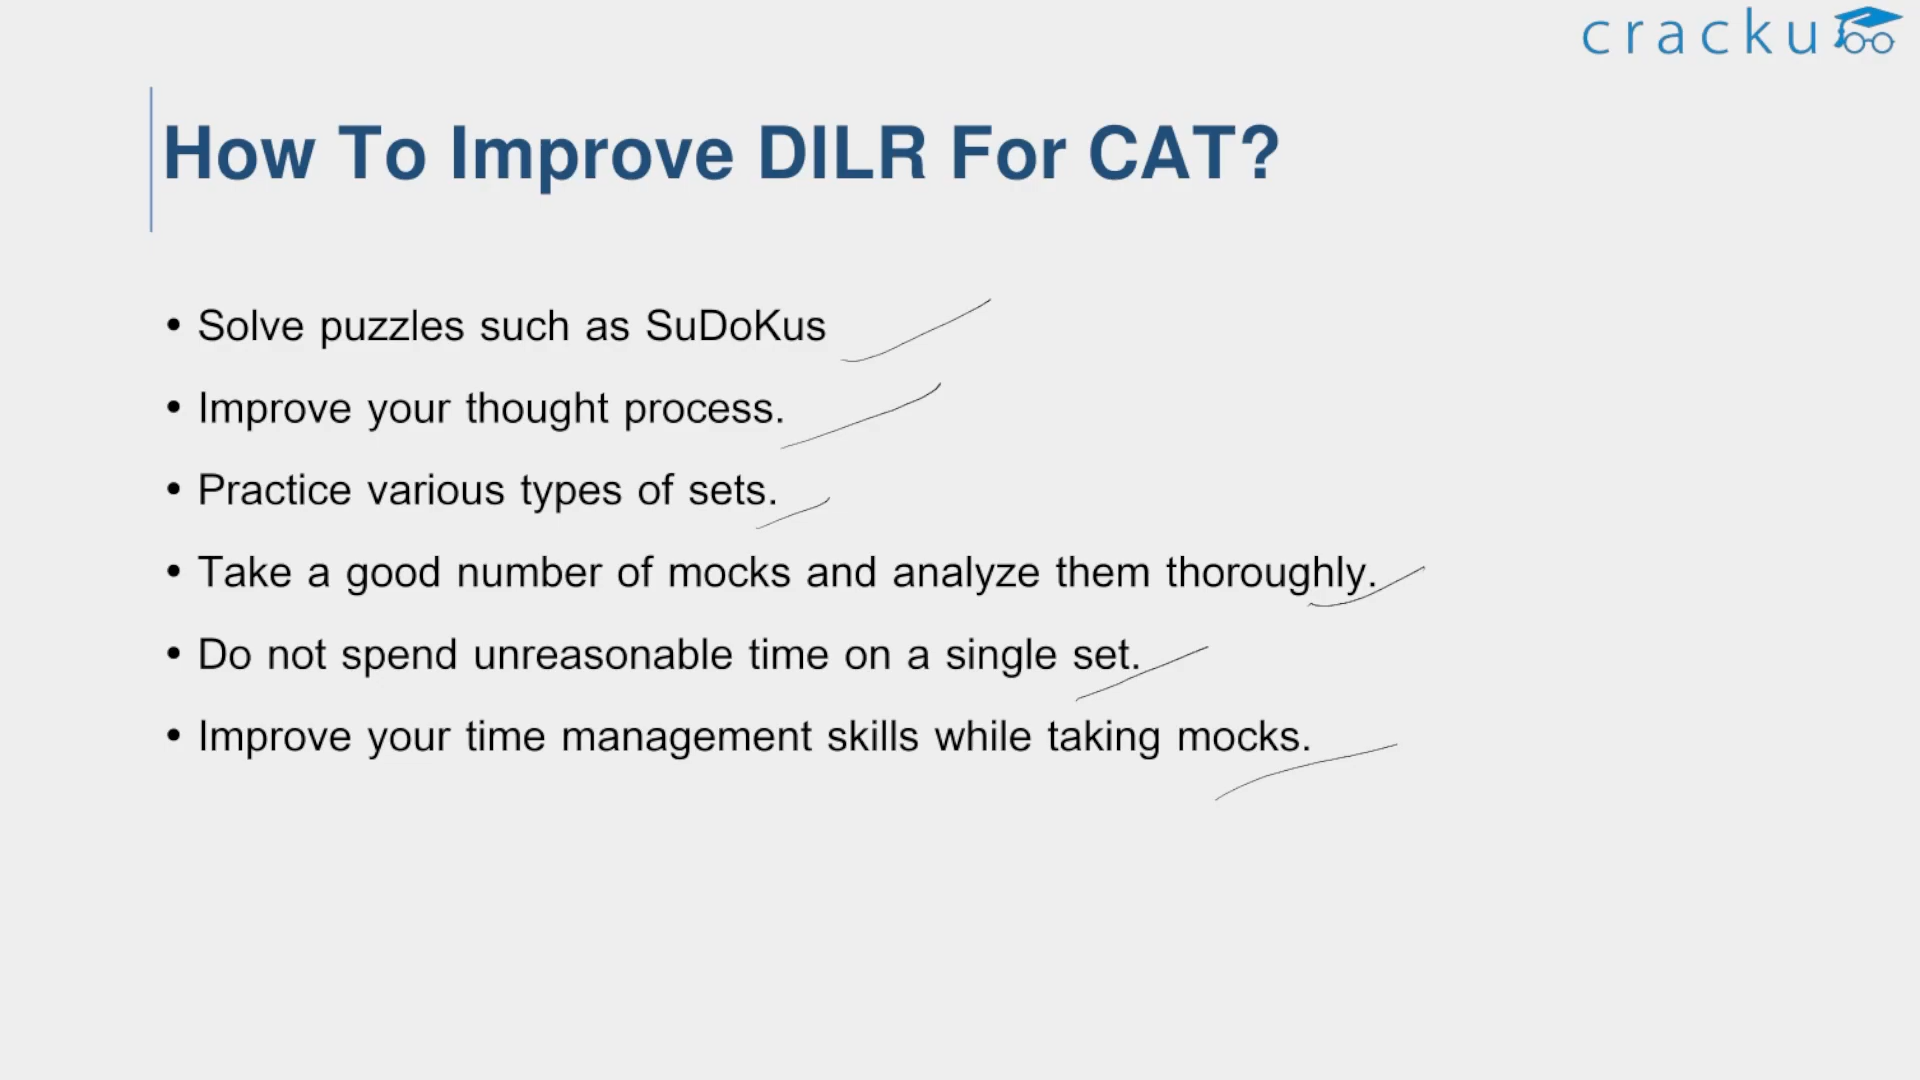 cracku
How To Improve DILR For CAT?
• Solve puzzles such as SuDoKus
• Improve your thought process.
• Practice various types of sets.
• Take a good number of mocks and analyze them thoroughly.
• Do not spend unreasonable time on a single set.
• Improve your time management skills while taking mocks.